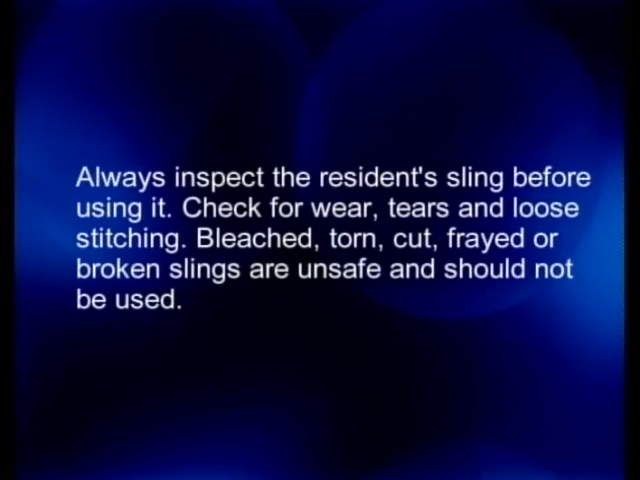 Always inspect the resident's sling before
using it. Check for wear, tears and loose
stitching. Bleached, torn, cut, frayed or
broken slings are unsafe and should not
be used.